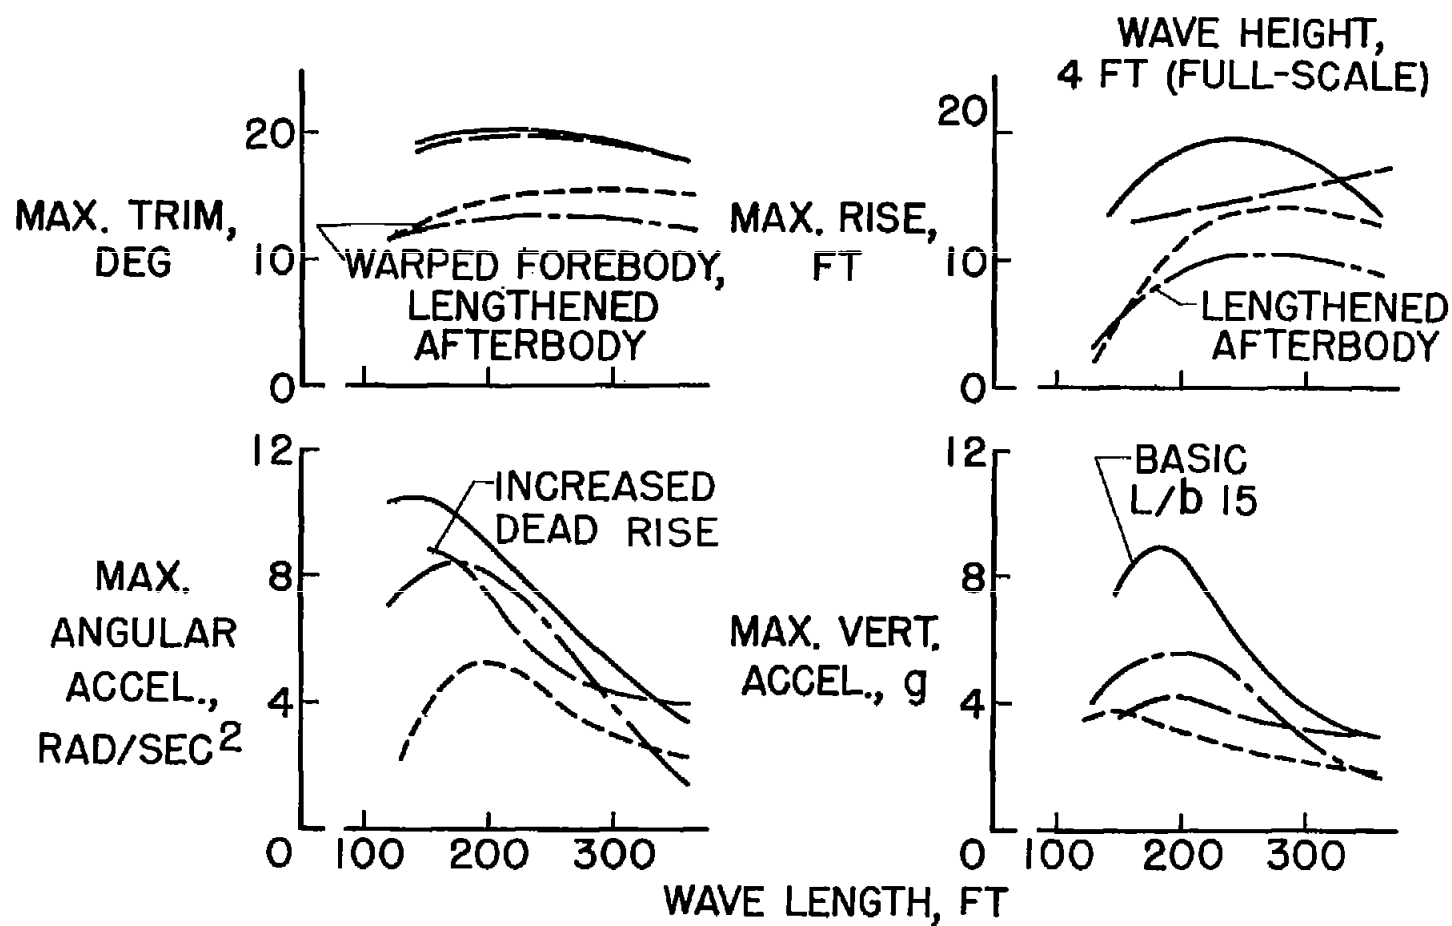 WAVE HEIGHT,
4 FT (FULL-SCALE)
20
10
0
MAX. TRIM,
DEG
WARPED FOREBODY,
LENGTHENED
AFTERBODY
20
10
0
MAX. RISE,
FT
LENGTHENED
AFTERBODY
12
8
4
0
MAX.
ANGULAR
ACCEL.,
RAD/SEC²
INCREASED
DEAD RISE
100 200 300
12
8
4
0
MAX. VERT.
ACCEL., g
BASIC
L/b 15
100 200 300
WAVE LENGTH, FT